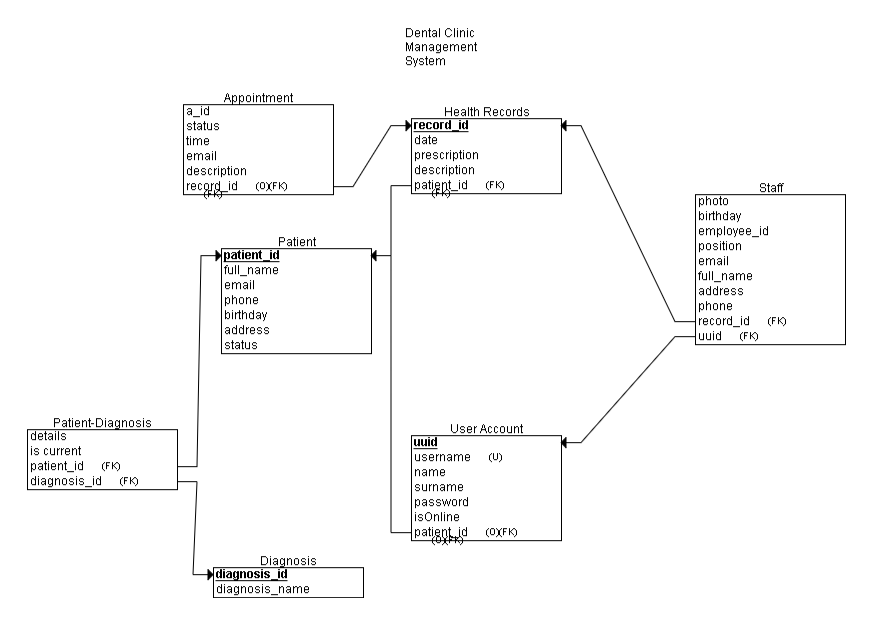 Dental Clinic
Management
System
Appointment
a_id
status
time
email
description
record_id (O)(FK)
(FK)
Health Records
record_id
date
prescription
description
patient_id (FK)
(FK)
Staff
photo
birthday
employee_id
position
email
full_name
address
phone
record_id (FK)
uuid (FK)
Patient
patient_id
full_name
email
phone
birthday
address
status
Patient-Diagnosis
details
is current
patient_id (FK)
diagnosis_id (FK)
User Account
uuid
username (U)
name
surname
password
isOnline
patient_id (O)(FK)
(O)(FK)
Diagnosis
diagnosis_id
diagnosis_name